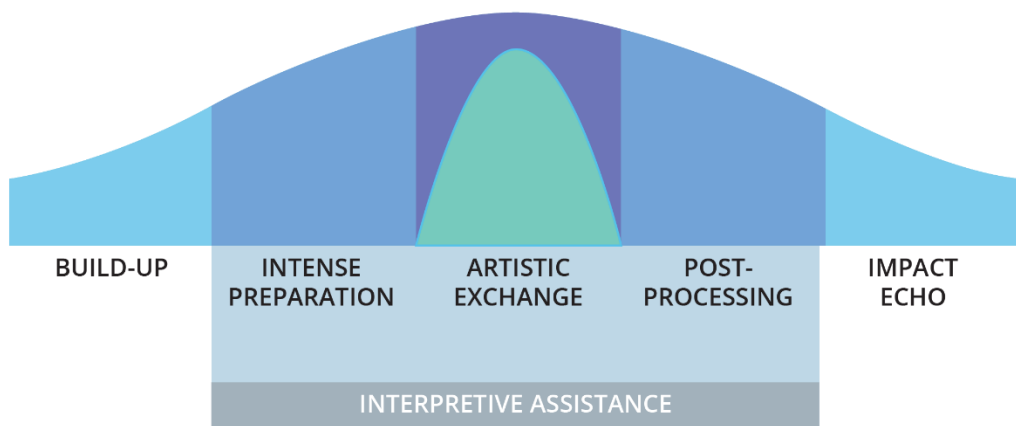 BUILD-UP
INTENSE
PREPARATION
ARTISTIC
EXCHANGE
POST-
PROCESSING
IMPACT
ECHO
INTERPRETIVE ASSISTANCE